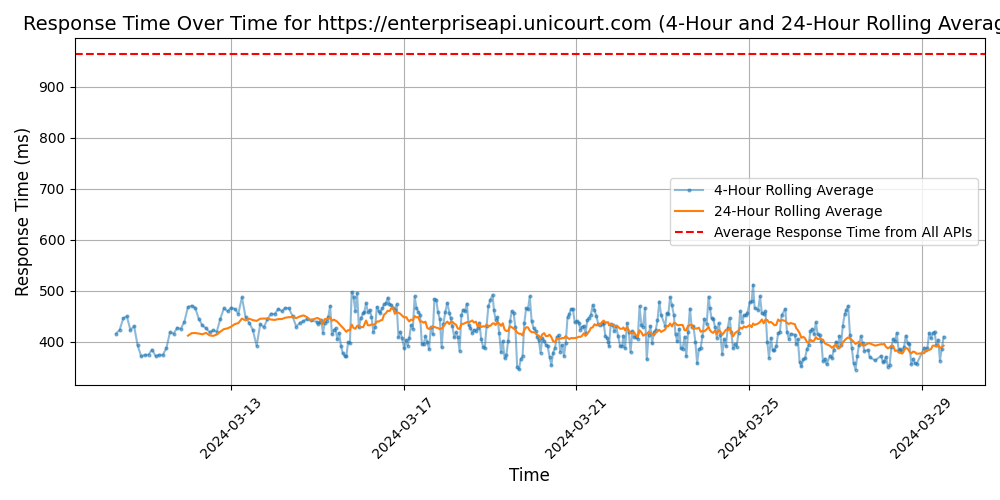 Response Time Over Time for https://enterpriseapi.unicourt.com (4-Hour and 24-Hour Rolling Averag
Response Time (ms)
900
800
700
600
500
400
4-Hour Rolling Average
24-Hour Rolling Average
Average Response Time from All APIs
2024-03-13
2024-03-17
2024-03-21
2024-03-25
2024-03-29
Time